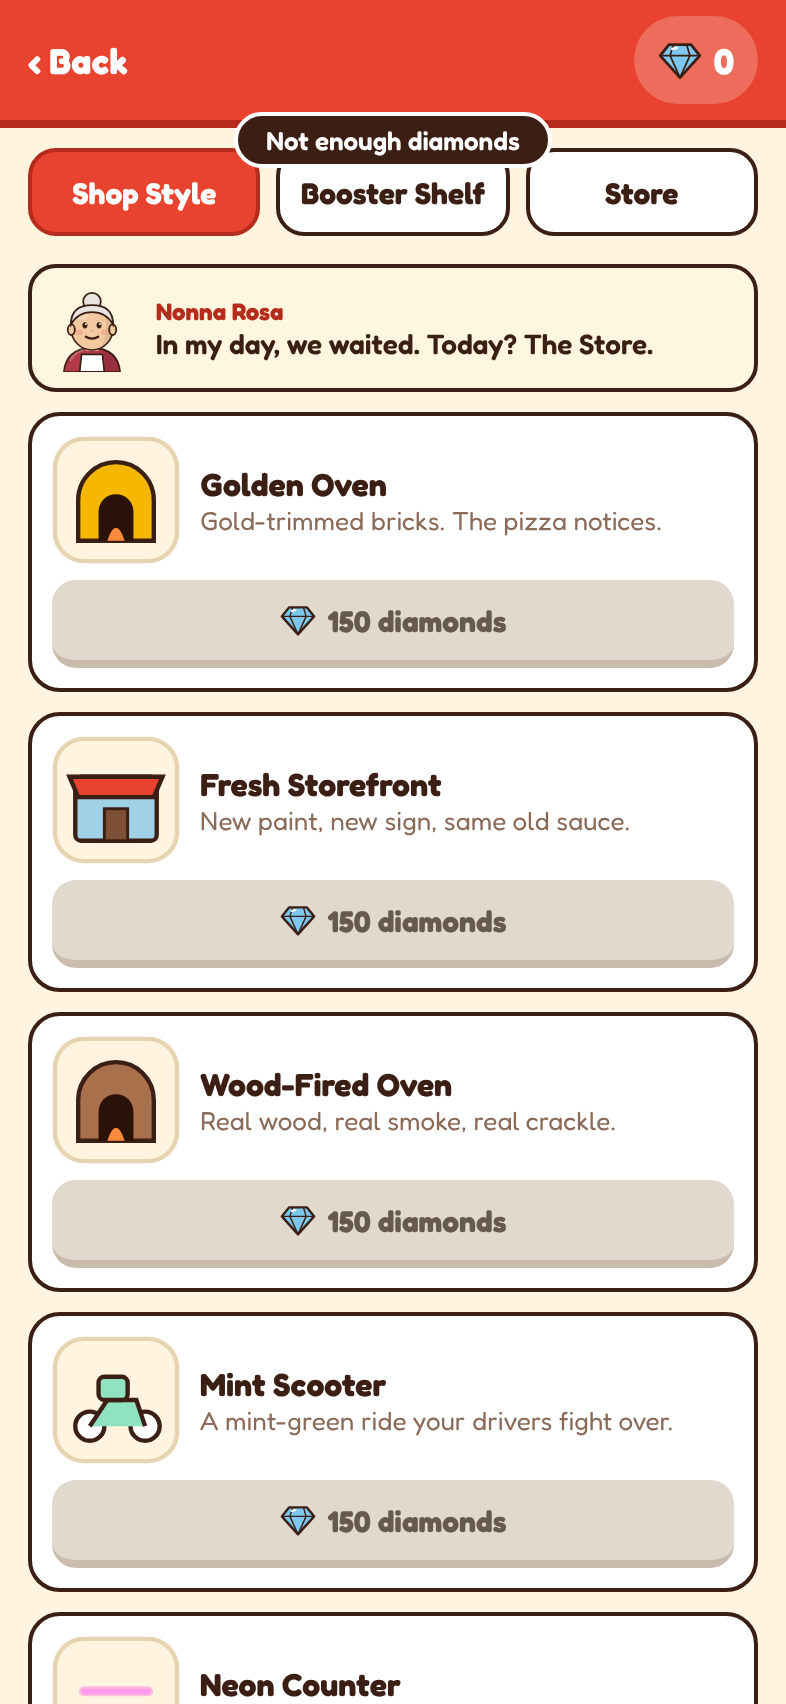 ‹ Back
0
Not enough diamonds
Shop Style
Booster Shelf
Store
Nonna Rosa
In my day, we waited. Today? The Store.
Golden Oven
Gold-trimmed bricks. The pizza notices.
150 diamonds
Fresh Storefront
New paint, new sign, same old sauce.
150 diamonds
Wood-Fired Oven
Real wood, real smoke, real crackle.
150 diamonds
Mint Scooter
A mint-green ride your drivers fight over.
150 diamonds
Neon Counter